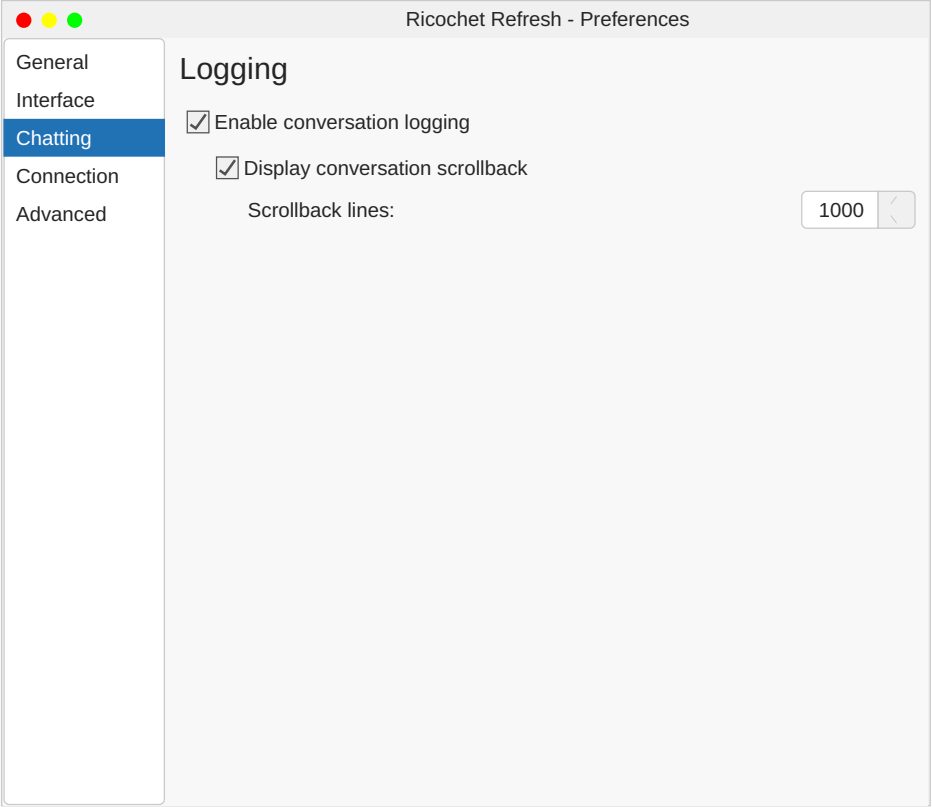 Ricochet Refresh - Preferences
General
Interface
Chatting
Connection
Advanced
Logging
Enable conversation logging
Display conversation scrollback
Scrollback lines: 1000